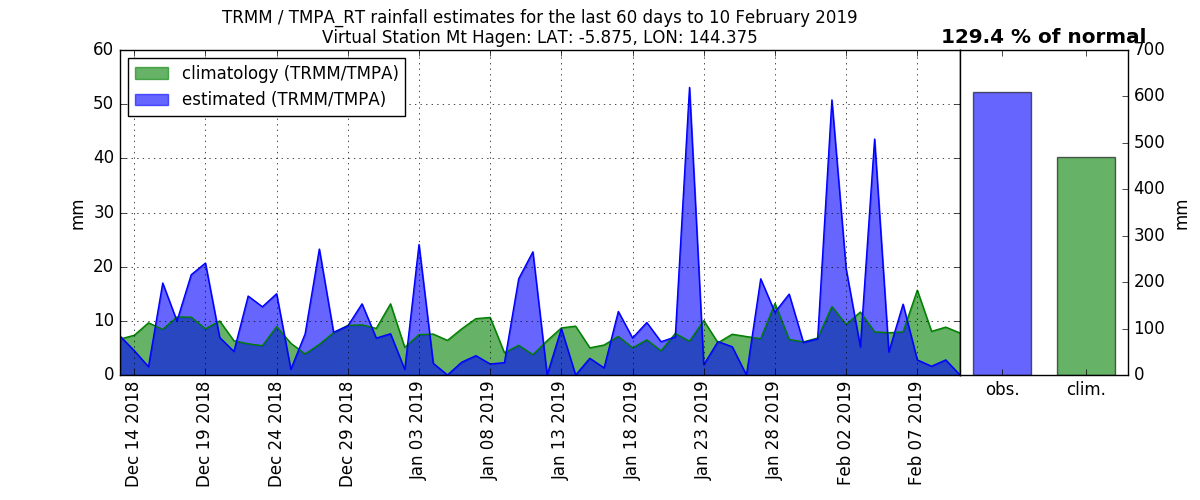 TRMM / TMPA_RT rainfall estimates for the last 60 days to 10 February 2019
Virtual Station Mt Hagen: LAT: -5.875, LON: 144.375
129.4 % of normal
climatology (TRMM/TMPA)
estimated (TRMM/TMPA)
mm
60
50
40
30
20
10
0
Dec 14 2018
Dec 19 2018
Dec 24 2018
Dec 29 2018
Jan 03 2019
Jan 08 2019
Jan 13 2019
Jan 18 2019
Jan 23 2019
Jan 28 2019
Feb 02 2019
Feb 07 2019
obs.
clim.
700
600
500
400
300
200
100
0
mm